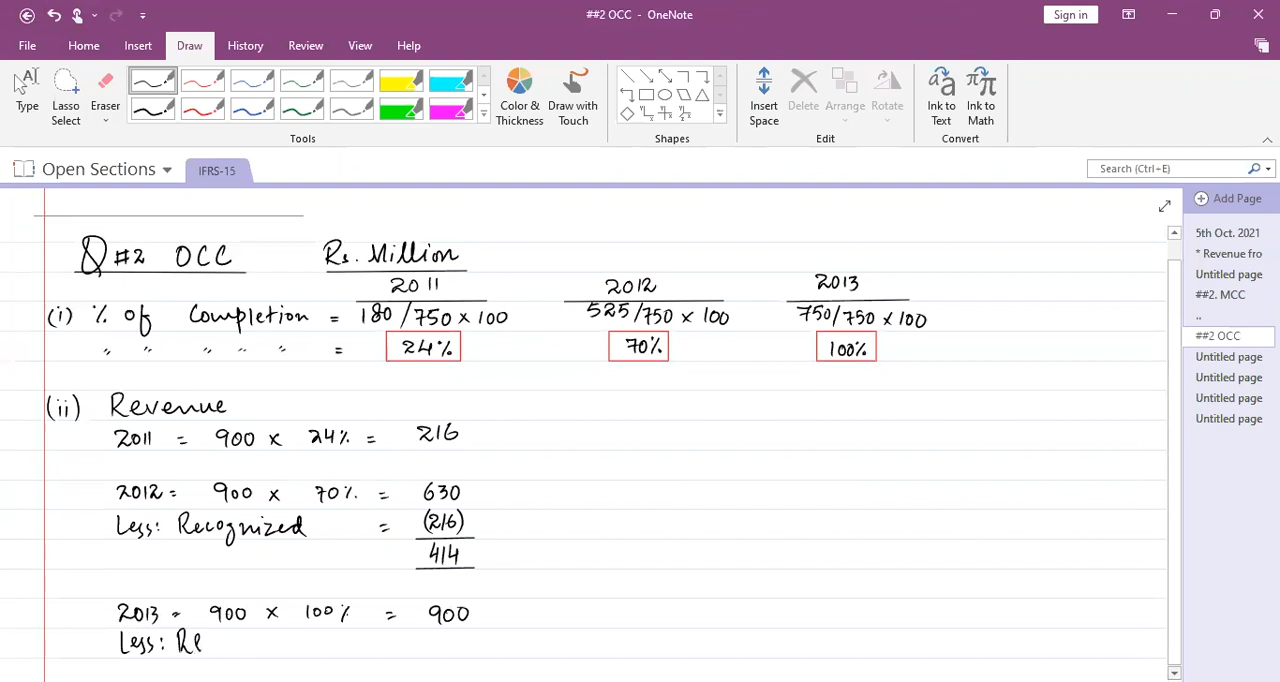 ##2 OCC - OneNote
Sign in
File Home Insert Draw History Review View Help
Type
Lasso Select
Eraser
Color & Thickness
Draw with Touch
Insert Space
Delete
Arrange
Rotate
Ink to Text
Ink to Math
Tools
Shapes
Edit
Convert
Open Sections
IFRS-15
Search (Ctrl+E)
Add Page
5th Oct. 2021
* Revenue fro
Untitled page
##2. MCC
..
##2 OCC
Untitled page
Untitled page
Untitled page
Untitled page
Q #2 OCC Rs. Million
2011 2012 2013
(i) % of Completion = 180/750 x 100 525/750 x 100 750/750 x 100
" " " " " = 24% 70% 100%
(ii) Revenue
2011 = 900 x 24% = 216
2012 = 900 x 70% = 630
Less: Recognized = (216)
414
2013 = 900 x 100% = 900
Less: Re